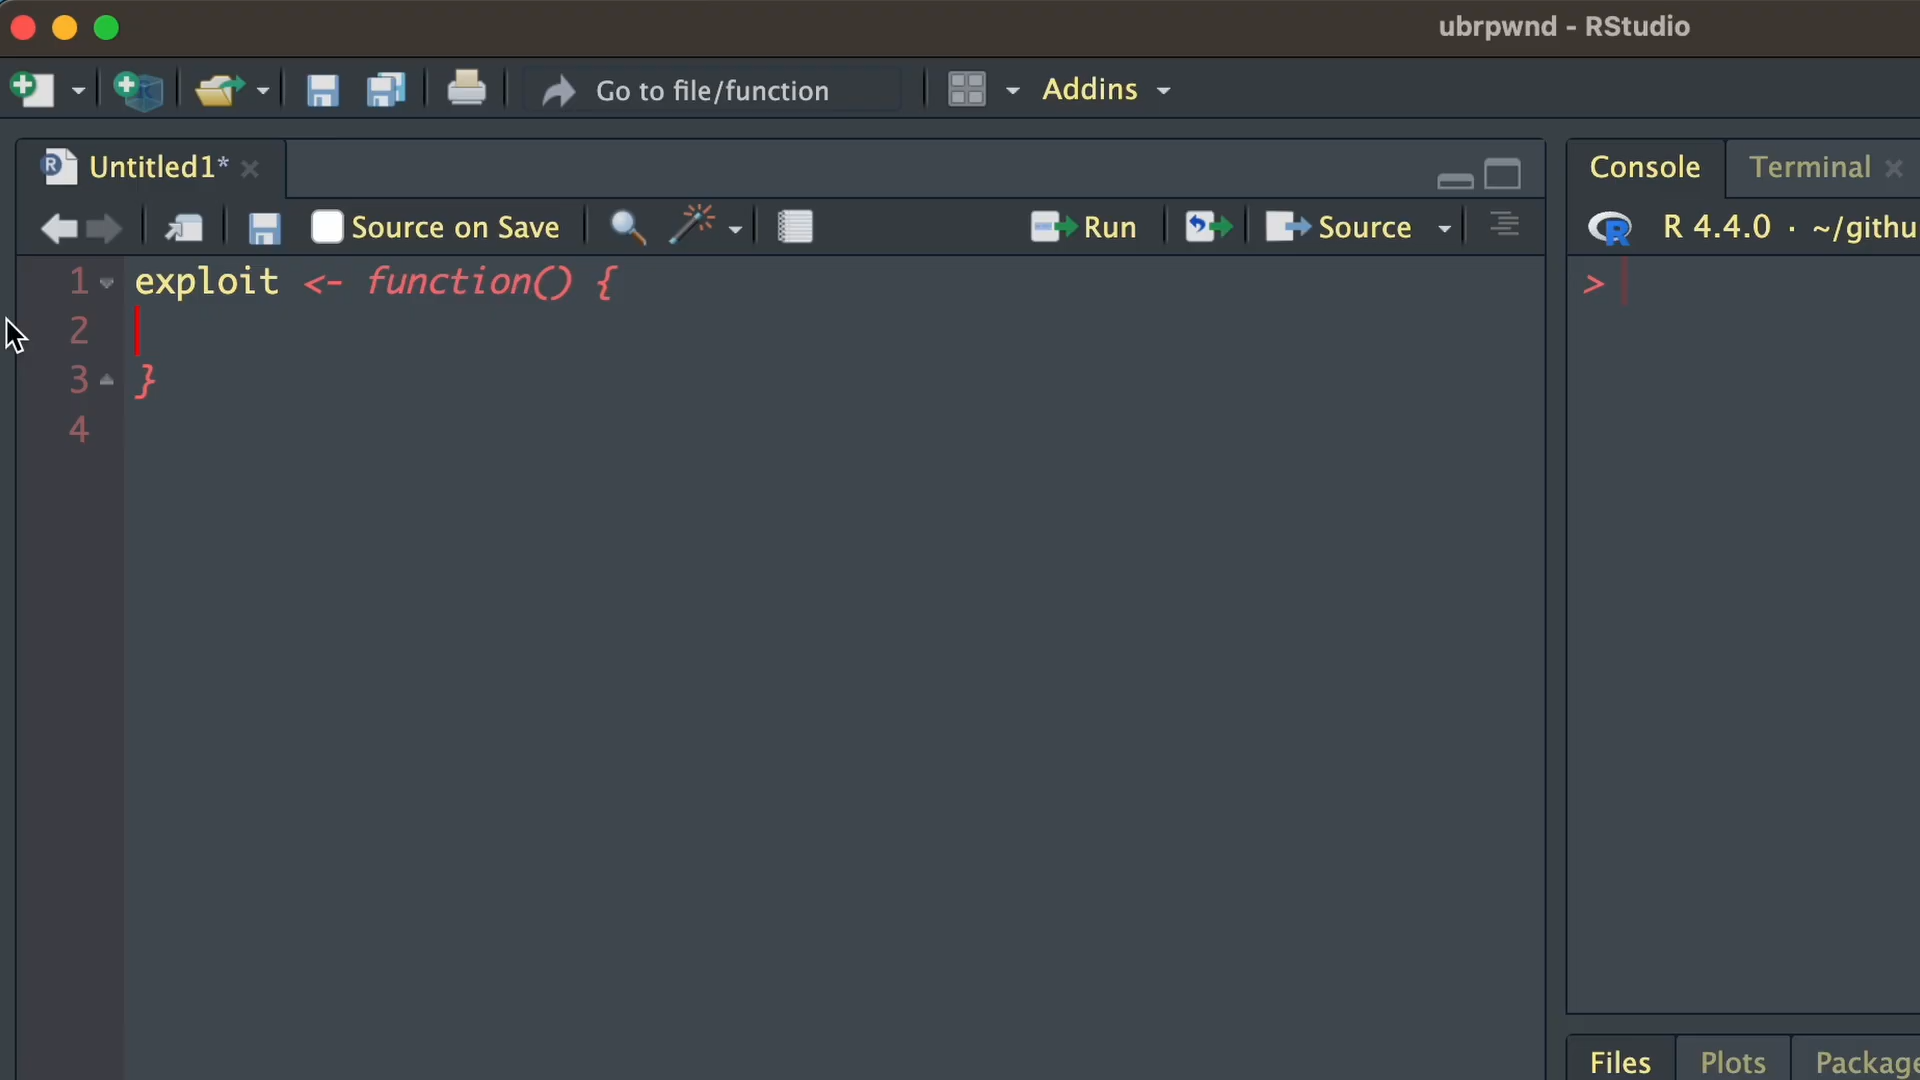 ubrpwnd - RStudio
Go to file/function
Addins
Untitled1*
Source on Save
Run
Source
1 exploit <- function() {
2
3 }
4
Console
Terminal
R 4.4.0 · ~/githu
>
Files
Plots
Package